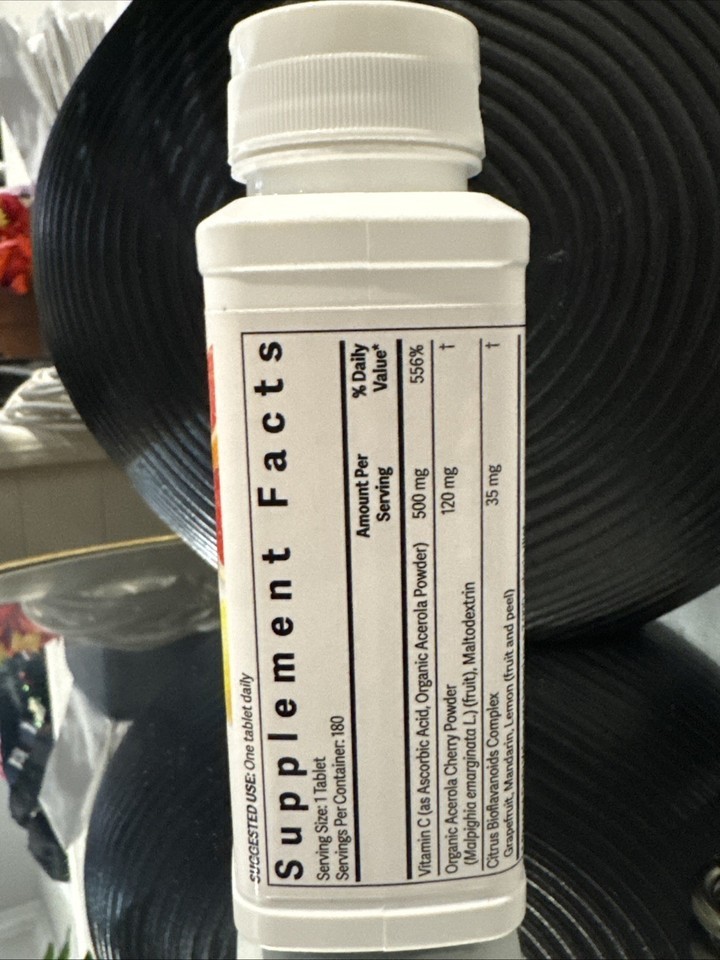 SUGGESTED USE: One tablet daily
Supplement Facts
Serving Size: 1 Tablet
Servings Per Container: 180
Amount Per Serving % Daily Value*
Vitamin C (as Ascorbic Acid, Organic Acerola Powder) 500 mg 556%
Organic Acerola Cherry Powder 120 mg †
(Malpighia emarginata L.) (fruit), Maltodextrin
Citrus Bioflavanoids Complex 35 mg †
Grapefruit, Mandarin, Lemon (fruit and peel)